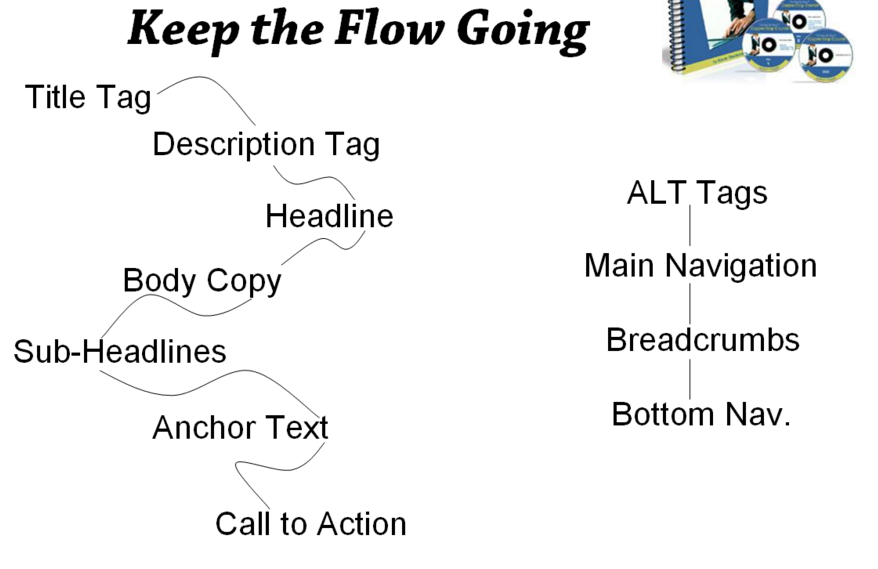 Keep the Flow Going
Title Tag
Description Tag
Headline
Body Copy
Sub-Headlines
Anchor Text
Call to Action
ALT Tags
Main Navigation
Breadcrumbs
Bottom Nav.